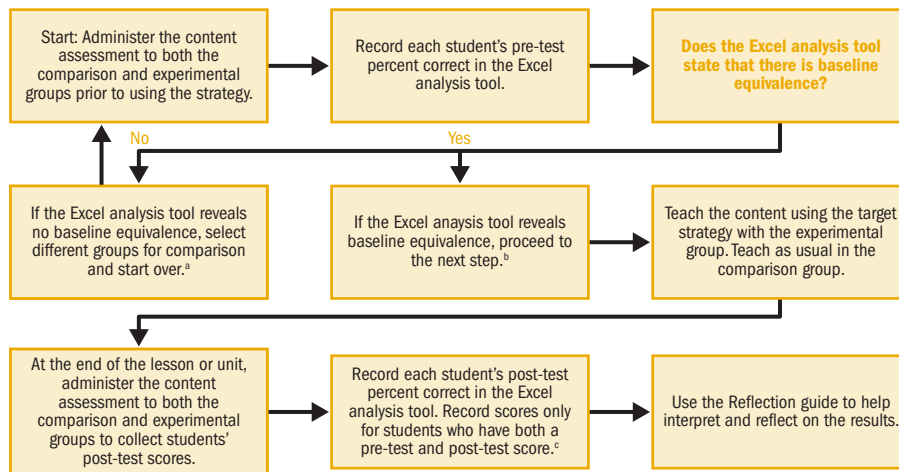 Start: Administer the content
assessment to both the
comparison and experimental
groups prior to using the strategy.
Record each student's pre-test
percent correct in the Excel
analysis tool.
Does the Excel analysis tool
state that there is baseline
equivalence?
No
Yes
If the Excel analysis tool reveals
no baseline equivalence, select
different groups for comparison
and start over.ᵃ
If the Excel anaysis tool reveals
baseline equivalence, proceed to
the next step.ᵇ
Teach the content using the target
strategy with the experimental
group. Teach as usual in the
comparison group.
At the end of the lesson or unit,
administer the content
assessment to both the
comparison and experimental
groups to collect students'
post-test scores.
Record each student's post-test
percent correct in the Excel
analysis tool. Record scores only
for students who have both a
pre-test and post-test score.ᶜ
Use the Reflection guide to help
interpret and reflect on the results.